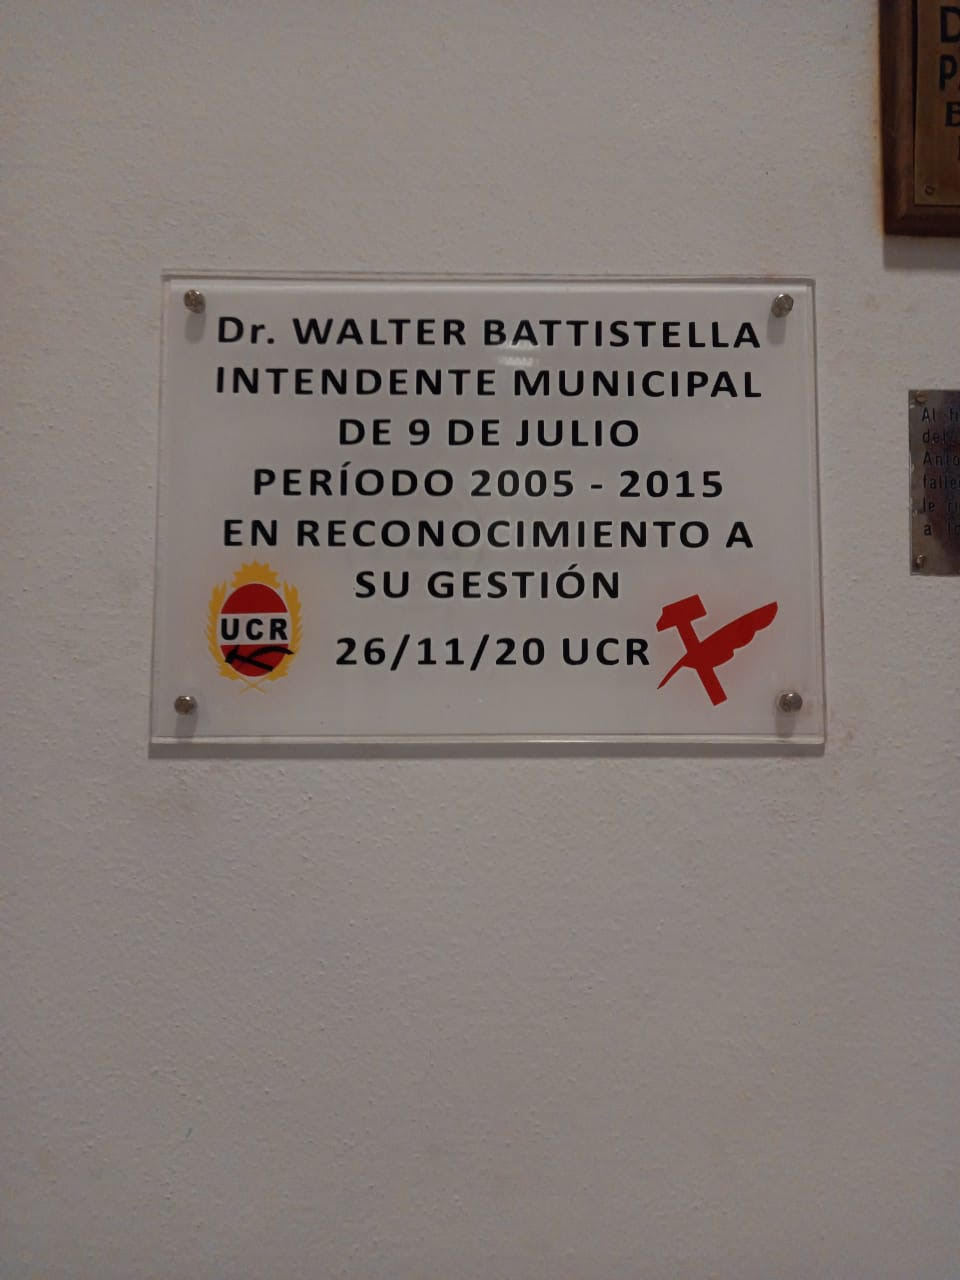 Dr. WALTER BATTISTELLA
INTENDENTE MUNICIPAL
DE 9 DE JULIO
PERÍODO 2005 - 2015
EN RECONOCIMIENTO A
SU GESTIÓN
26/11/20 UCR
UCR
Al
a